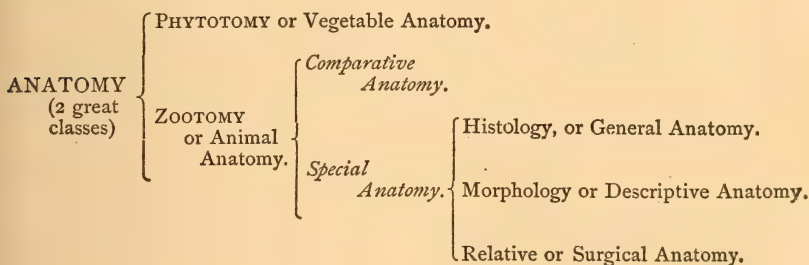 PHYTOTOMY or Vegetable Anatomy.
ANATOMY
(2 great
classes)
ZOOTOMY
or Animal
Anatomy.
Comparative
Anatomy.
Special
Anatomy.
Histology, or General Anatomy.
Morphology or Descriptive Anatomy.
Relative or Surgical Anatomy.